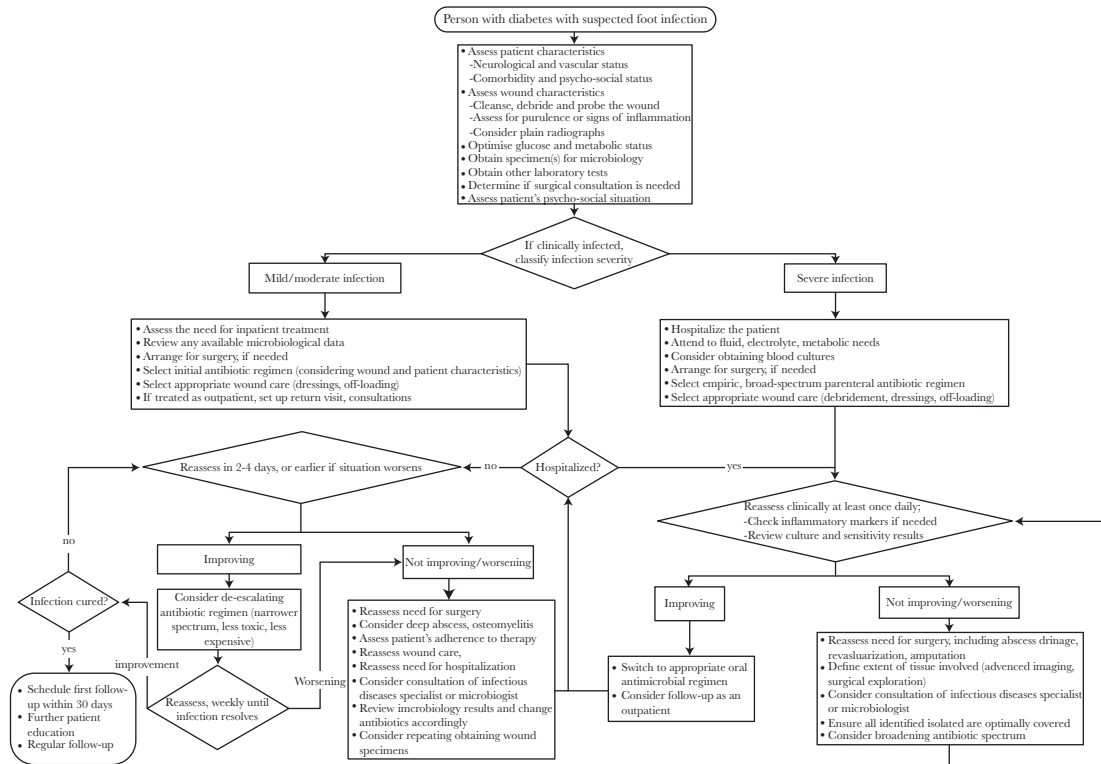 Person with diabetes with suspected foot infection
• Assess patient characteristics
-Neurological and vascular status
-Comorbidity and psycho-social status
• Assess wound characteristics
-Cleanse, debride and probe the wound
-Assess for purulence or signs of inflammation
-Consider plain radiographs
• Optimise glucose and metabolic status
• Obtain specimen(s) for microbiology
• Obtain other laboratory tests
• Determine if surgical consultation is needed
• Assess patient's psycho-social situation
If clinically infected,
classify infection severity
Mild/moderate infection
Severe infection
• Assess the need for inpatient treatment
• Review any available microbiological data
• Arrange for surgery, if needed
• Select initial antibiotic regimen (considering wound and patient characteristics)
• Select appropriate wound care (dressings, off-loading)
• If treated as outpatient, set up return visit, consultations
• Hospitalize the patient
• Attend to fluid, electrolyte, metabolic needs
• Consider obtaining blood cultures
• Arrange for surgery, if needed
• Select empiric, broad-spectrum parenteral antibiotic regimen
• Select appropriate wound care (debridement, dressings, off-loading)
Reassess in 2-4 days, or earlier if situation worsens
no
Hospitalized?
yes
Reassess clinically at least once daily;
-Check inflammatory markers if needed
-Review culture and sensitivity results
no
Improving
Not improving/worsening
Infection cured?
Consider de-escalating
antibiotic regimen (narrower
spectrum, less toxic, less
expensive)
yes
improvement
Reassess, weekly until
infection resolves
Worsening
• Schedule first follow-
up within 30 days
• Further patient
education
• Regular follow-up
• Reassess need for surgery
• Consider deep abscess, osteomyelitis
• Assess patient's adherence to therapy
• Reassess wound care,
• Reassess need for hospitalization
• Consider consultation of infectious
diseases specialist or microbiogist
• Review imcrobiology results and change
antibiotics accordingly
• Consider repeating obtaining wound
specimens
Improving
Not improving/worsening
• Switch to appropriate oral
antimicrobial regimen
• Consider follow-up as an
outpatient
• Reassess need for surgery, including abscess drinage,
revasuarization, amputation
• Define extent of tissue involved (advanced imaging,
surgical exploration)
• Consider consultation of infectious diseases specialist
or microbiologist
• Ensure all identified isolated are optimally covered
• Consider broadening antibiotic spectrum